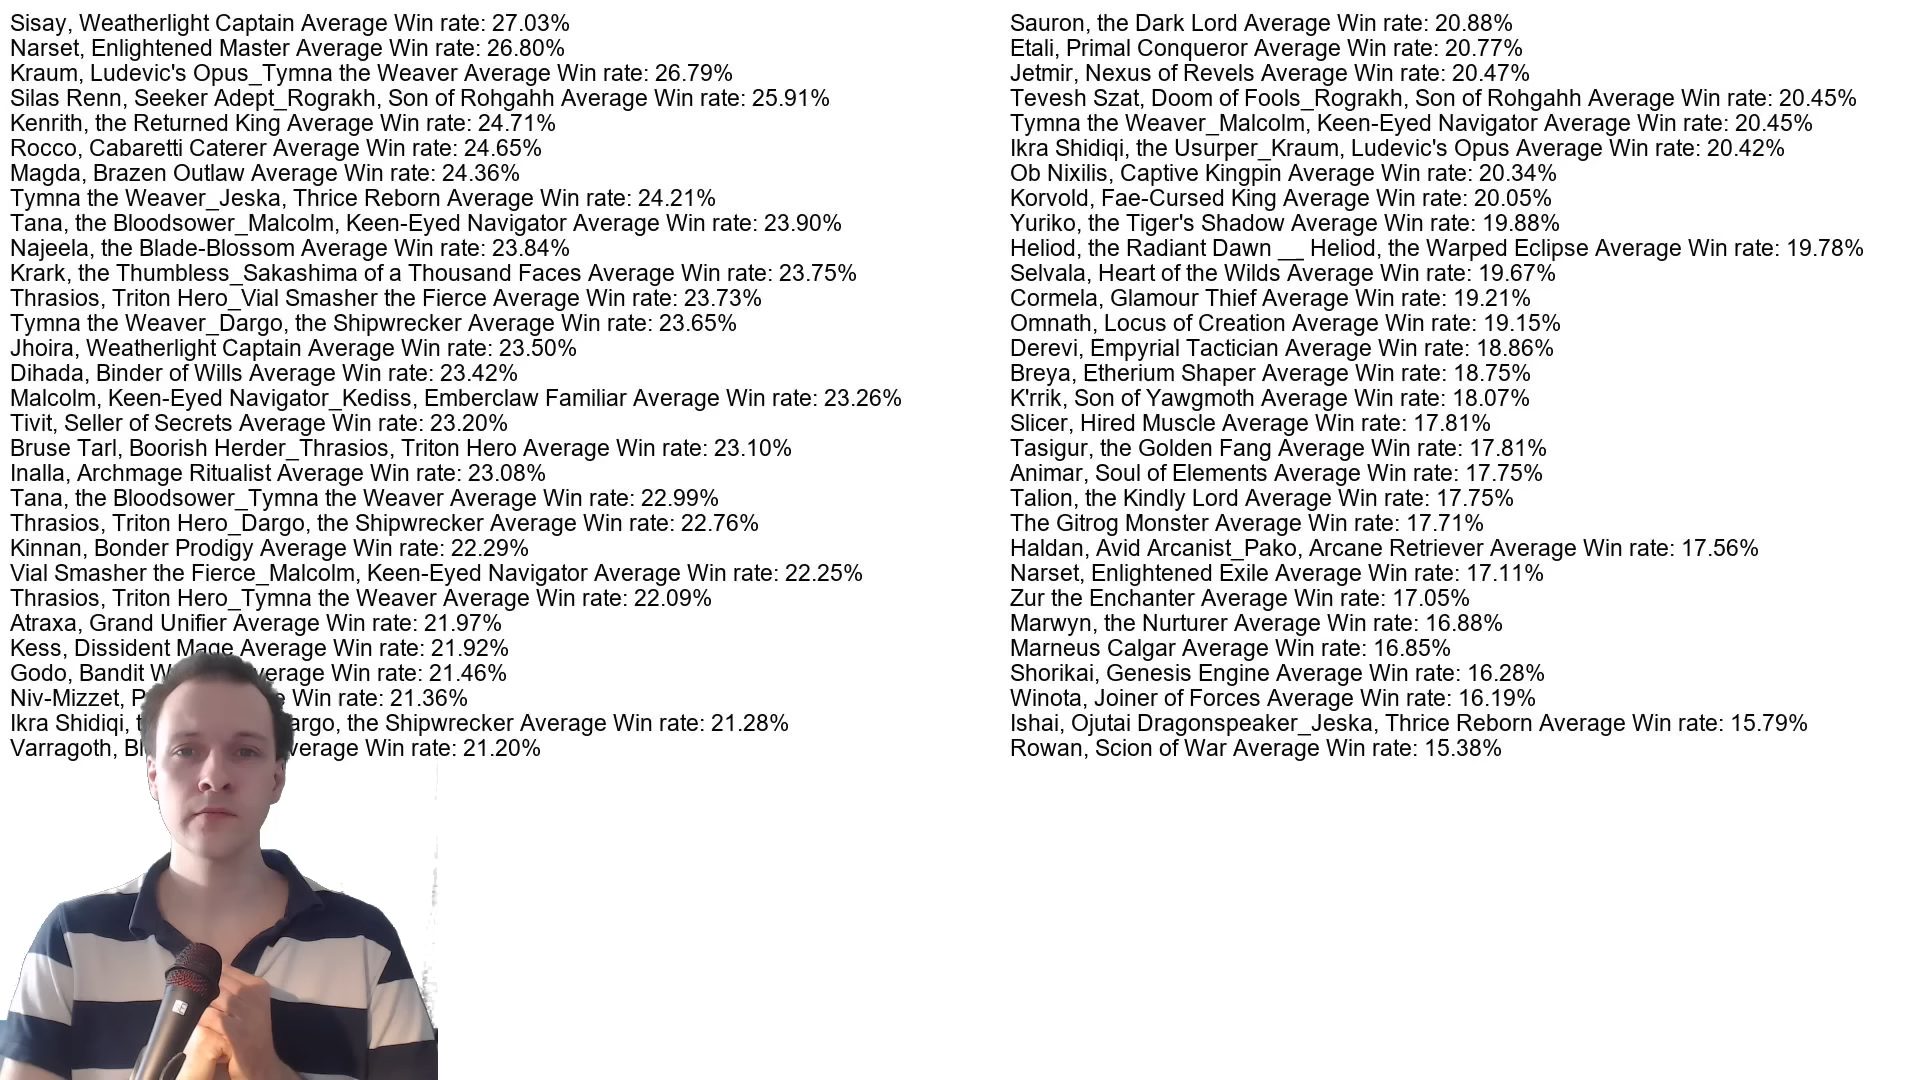 Sisay, Weatherlight Captain Average Win rate: 27.03%
Narset, Enlightened Master Average Win rate: 26.80%
Kraum, Ludevic's Opus_Tymna the Weaver Average Win rate: 26.79%
Silas Renn, Seeker Adept_Rograkh, Son of Rohgahh Average Win rate: 25.91%
Kenrith, the Returned King Average Win rate: 24.71%
Rocco, Cabaretti Caterer Average Win rate: 24.65%
Magda, Brazen Outlaw Average Win rate: 24.36%
Tymna the Weaver_Jeska, Thrice Reborn Average Win rate: 24.21%
Tana, the Bloodsower_Malcolm, Keen-Eyed Navigator Average Win rate: 23.90%
Najeela, the Blade-Blossom Average Win rate: 23.84%
Krark, the Thumbless_Sakashima of a Thousand Faces Average Win rate: 23.75%
Thrasios, Triton Hero_Vial Smasher the Fierce Average Win rate: 23.73%
Tymna the Weaver_Dargo, the Shipwrecker Average Win rate: 23.65%
Jhoira, Weatherlight Captain Average Win rate: 23.50%
Dihada, Binder of Wills Average Win rate: 23.42%
Malcolm, Keen-Eyed Navigator_Kediss, Emberclaw Familiar Average Win rate: 23.26%
Tivit, Seller of Secrets Average Win rate: 23.20%
Bruse Tarl, Boorish Herder_Thrasios, Triton Hero Average Win rate: 23.10%
Inalla, Archmage Ritualist Average Win rate: 23.08%
Tana, the Bloodsower_Tymna the Weaver Average Win rate: 22.99%
Thrasios, Triton Hero_Dargo, the Shipwrecker Average Win rate: 22.76%
Kinnan, Bonder Prodigy Average Win rate: 22.29%
Vial Smasher the Fierce_Malcolm, Keen-Eyed Navigator Average Win rate: 22.25%
Thrasios, Triton Hero_Tymna the Weaver Average Win rate: 22.09%
Atraxa, Grand Unifier Average Win rate: 21.97%
Kess, Dissident Mage Average Win rate: 21.92%
Godo, Bandit Average Win rate: 21.46%
Niv-Mizzet, Win rate: 21.36%
Ikra Shidiqi, the Shipwrecker Average Win rate: 21.28%
Varragoth, Average Win rate: 21.20%
Sauron, the Dark Lord Average Win rate: 20.88%
Etali, Primal Conqueror Average Win rate: 20.77%
Jetmir, Nexus of Revels Average Win rate: 20.47%
Tevesh Szat, Doom of Fools_Rograkh, Son of Rohgahh Average Win rate: 20.45%
Tymna the Weaver_Malcolm, Keen-Eyed Navigator Average Win rate: 20.45%
Ikra Shidiqi, the Usurper_Kraum, Ludevic's Opus Average Win rate: 20.42%
Ob Nixilis, Captive Kingpin Average Win rate: 20.34%
Korvold, Fae-Cursed King Average Win rate: 20.05%
Yuriko, the Tiger's Shadow Average Win rate: 19.88%
Heliod, the Radiant Dawn __ Heliod, the Warped Eclipse Average Win rate: 19.78%
Selvala, Heart of the Wilds Average Win rate: 19.67%
Cormela, Glamour Thief Average Win rate: 19.21%
Omnath, Locus of Creation Average Win rate: 19.15%
Derevi, Empyrial Tactician Average Win rate: 18.86%
Breya, Etherium Shaper Average Win rate: 18.75%
K'rrik, Son of Yawgmoth Average Win rate: 18.07%
Slicer, Hired Muscle Average Win rate: 17.81%
Tasigur, the Golden Fang Average Win rate: 17.81%
Animar, Soul of Elements Average Win rate: 17.75%
Talion, the Kindly Lord Average Win rate: 17.75%
The Gitrog Monster Average Win rate: 17.71%
Haldan, Avid Arcanist_Pako, Arcane Retriever Average Win rate: 17.56%
Narset, Enlightened Exile Average Win rate: 17.11%
Zur the Enchanter Average Win rate: 17.05%
Marwyn, the Nurturer Average Win rate: 16.88%
Marneus Calgar Average Win rate: 16.85%
Shorikai, Genesis Engine Average Win rate: 16.28%
Winota, Joiner of Forces Average Win rate: 16.19%
Ishai, Ojutai Dragonspeaker_Jeska, Thrice Reborn Average Win rate: 15.79%
Rowan, Scion of War Average Win rate: 15.38%